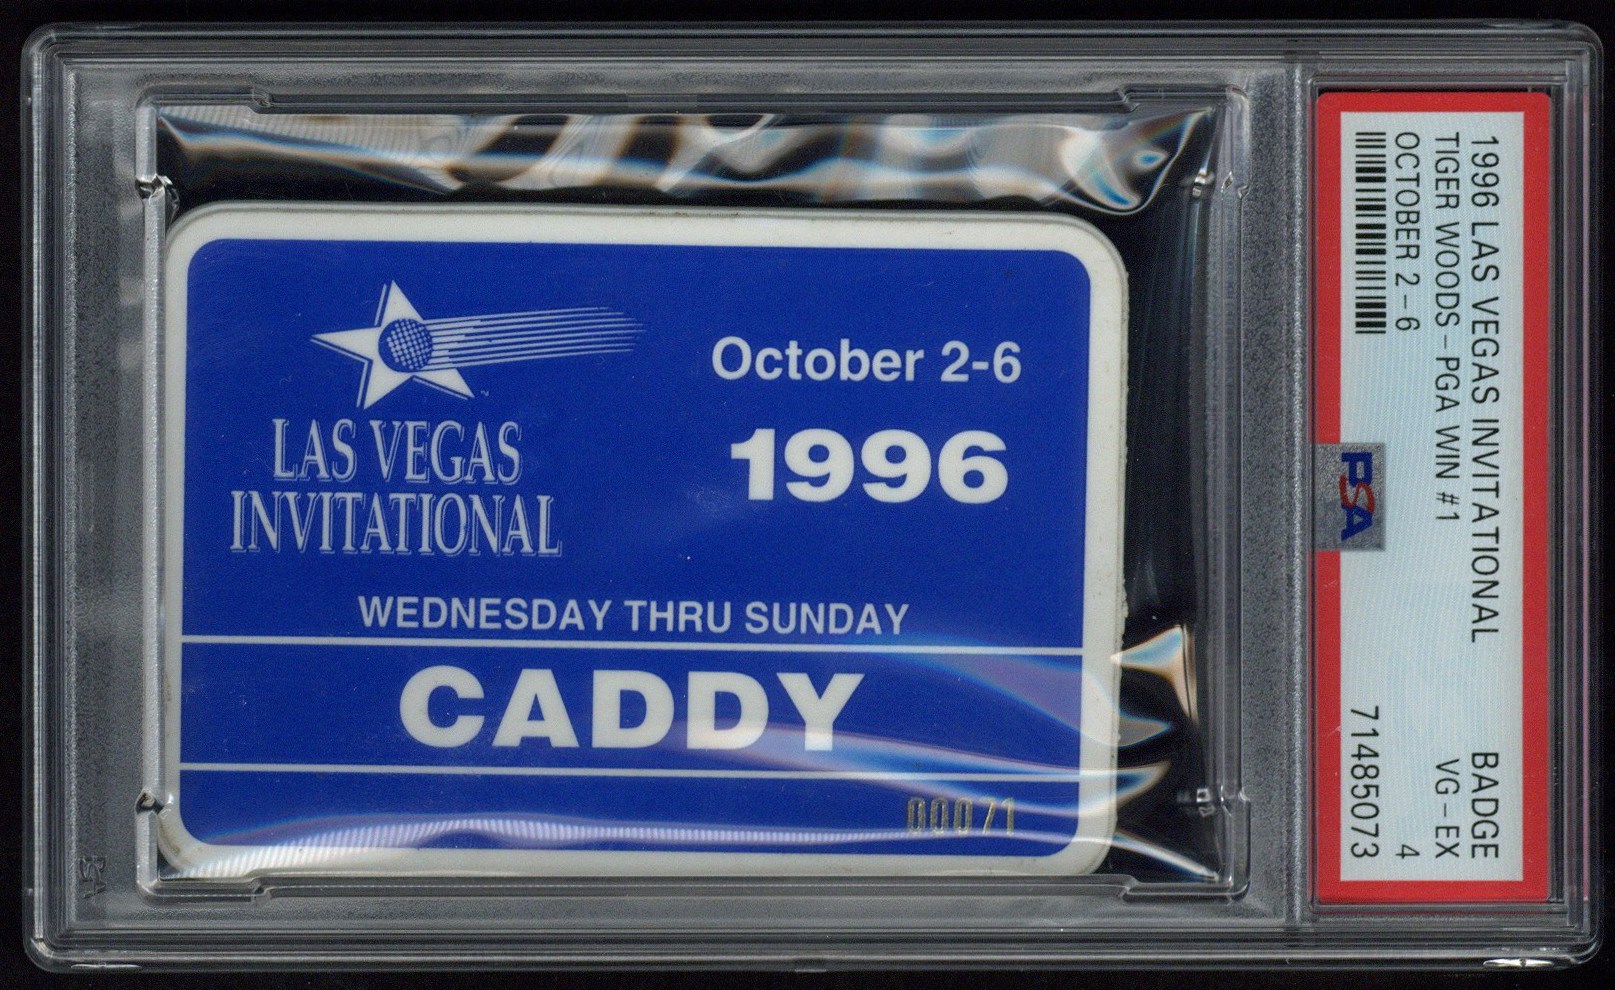 October 2-6
1996
LAS VEGAS
INVITATIONAL
WEDNESDAY THRU SUNDAY
CADDY
00071
1996 LAS VEGAS INVITATIONAL BADGE
TIGER WOODS-PGA WIN #1 VG-EX
OCTOBER 2-6 4
71485073
PSA